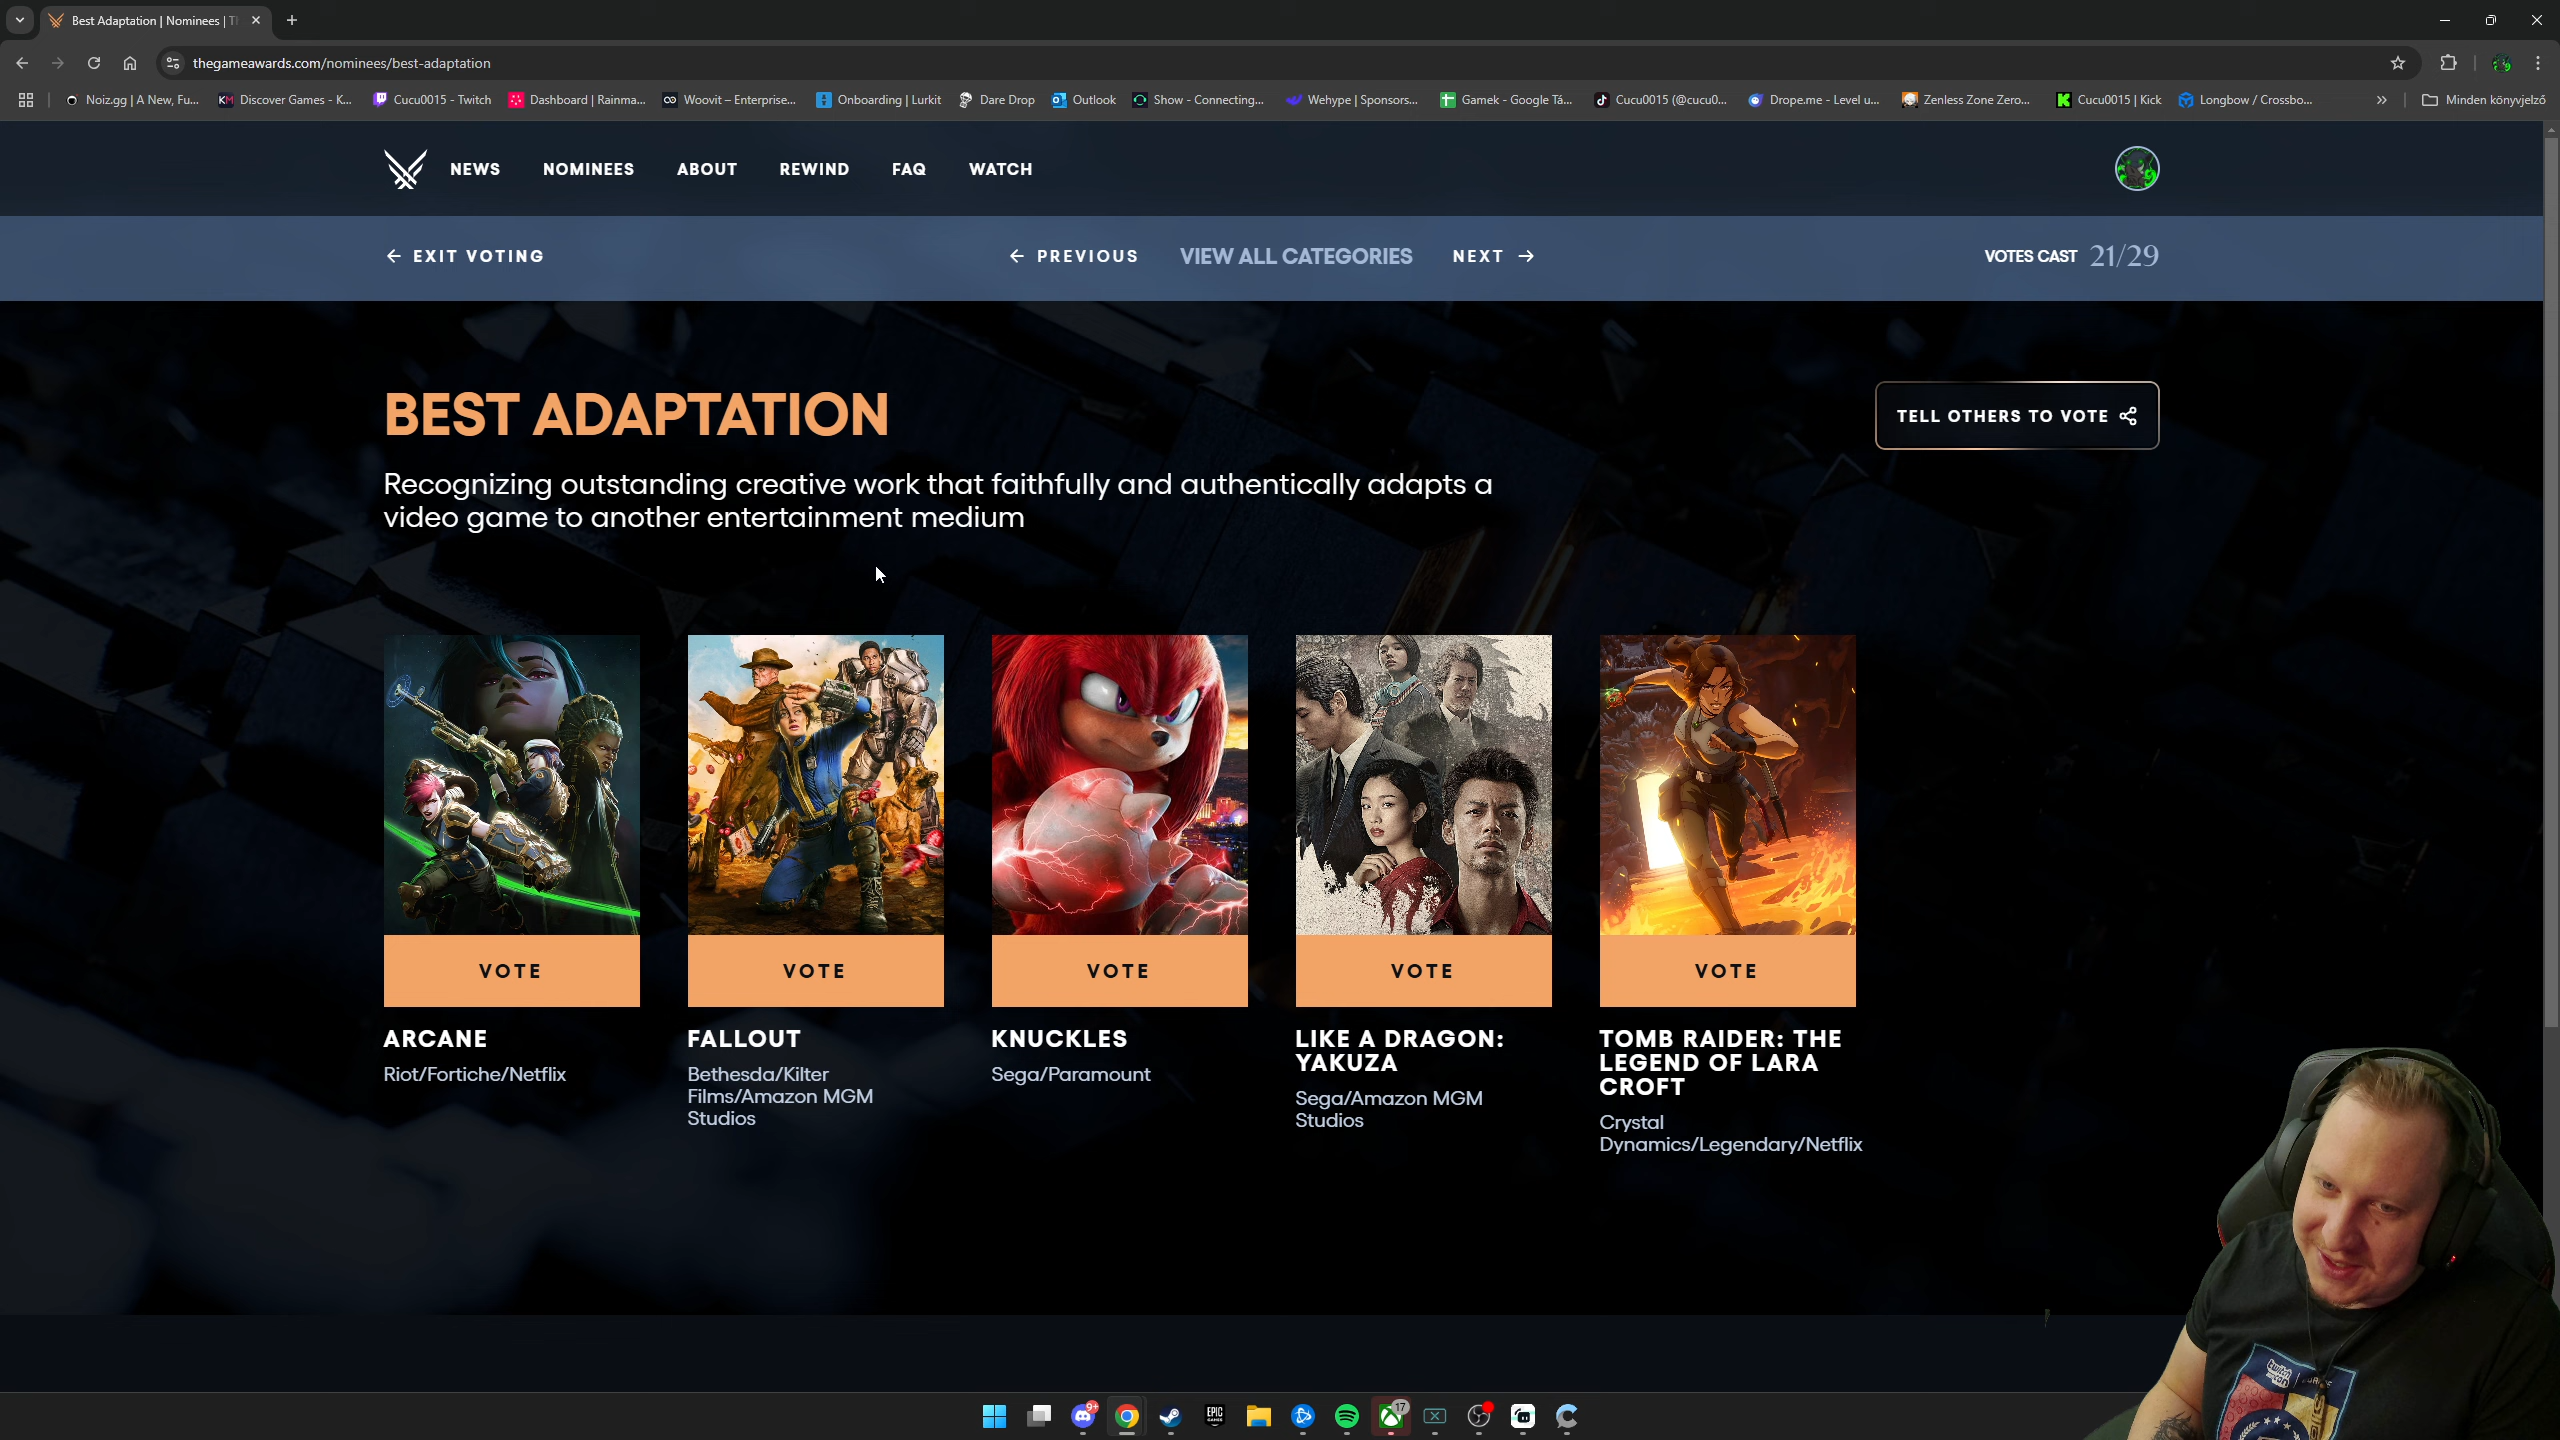 Best Adaptation | Nominees | T
thegameawards.com/nominees/best-adaptation
Noiz.gg | A New, Fu... Discover Games - K... Cucu0015 - Twitch Dashboard | Rainma... Woovit – Enterprise... Onboarding | Lurkit Dare Drop Outlook Show - Connecting... Wehype | Sponsors... Gamek - Google Tá... Cucu0015 (@cucu0... Drope.me - Level u... Zenless Zone Zero... Cucu0015 | Kick Longbow / Crossbo... Minden könyvjelző
NEWS NOMINEES ABOUT REWIND FAQ WATCH
EXIT VOTING PREVIOUS VIEW ALL CATEGORIES NEXT VOTES CAST 21/29
BEST ADAPTATION
TELL OTHERS TO VOTE
Recognizing outstanding creative work that faithfully and authentically adapts a
video game to another entertainment medium
VOTE VOTE VOTE VOTE VOTE
ARCANE
Riot/Fortiche/Netflix
FALLOUT
Bethesda/Kilter
Films/Amazon MGM
Studios
KNUCKLES
Sega/Paramount
LIKE A DRAGON:
YAKUZA
Sega/Amazon MGM
Studios
TOMB RAIDER: THE
LEGEND OF LARA
CROFT
Crystal
Dynamics/Legendary/Netflix
9+
EPIC
GAMES
17